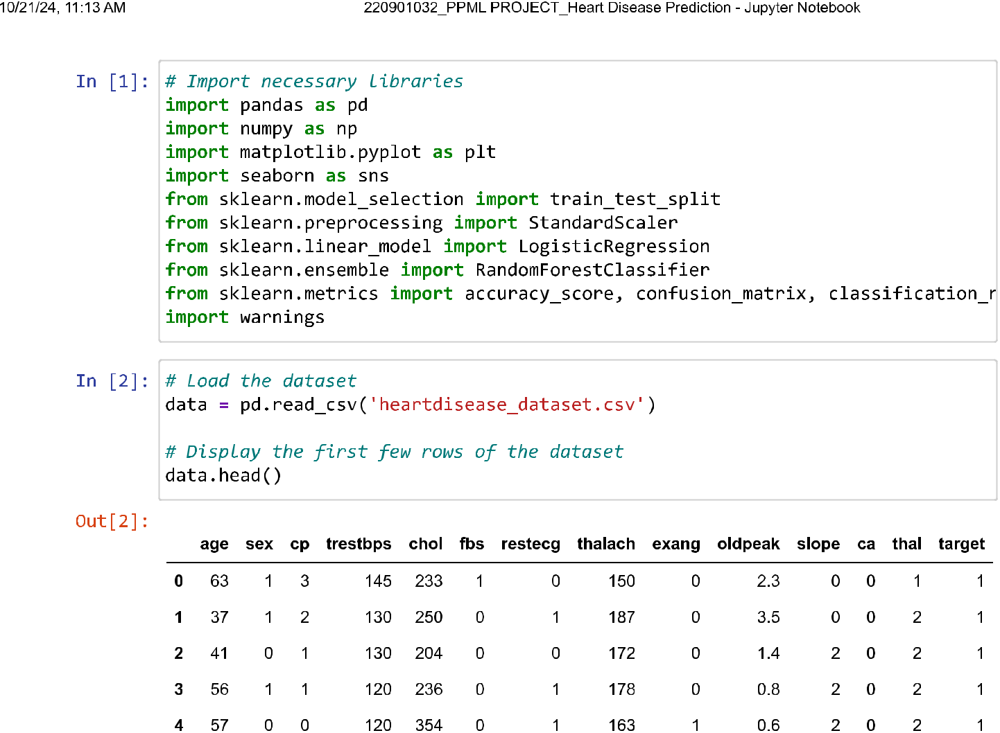 10/21/24, 11:13 AM 220901032_PPML PROJECT_Heart Disease Prediction - Jupyter Notebook
In [1]: # Import necessary libraries
import pandas as pd
import numpy as np
import matplotlib.pyplot as plt
import seaborn as sns
from sklearn.model_selection import train_test_split
from sklearn.preprocessing import StandardScaler
from sklearn.linear_model import LogisticRegression
from sklearn.ensemble import RandomForestClassifier
from sklearn.metrics import accuracy_score, confusion_matrix, classification_r
import warnings
In [2]: # Load the dataset
data = pd.read_csv('heartdisease_dataset.csv')
# Display the first few rows of the dataset
data.head()
Out[2]:
age sex cp trestbps chol fbs restecg thalach exang oldpeak slope ca thal target
0 63 1 3 145 233 1 0 150 0 2.3 0 0 1 1
1 37 1 2 130 250 0 1 187 0 3.5 0 0 2 1
2 41 0 1 130 204 0 0 172 0 1.4 2 0 2 1
3 56 1 1 120 236 0 1 178 0 0.8 2 0 2 1
4 57 0 0 120 354 0 1 163 1 0.6 2 0 2 1